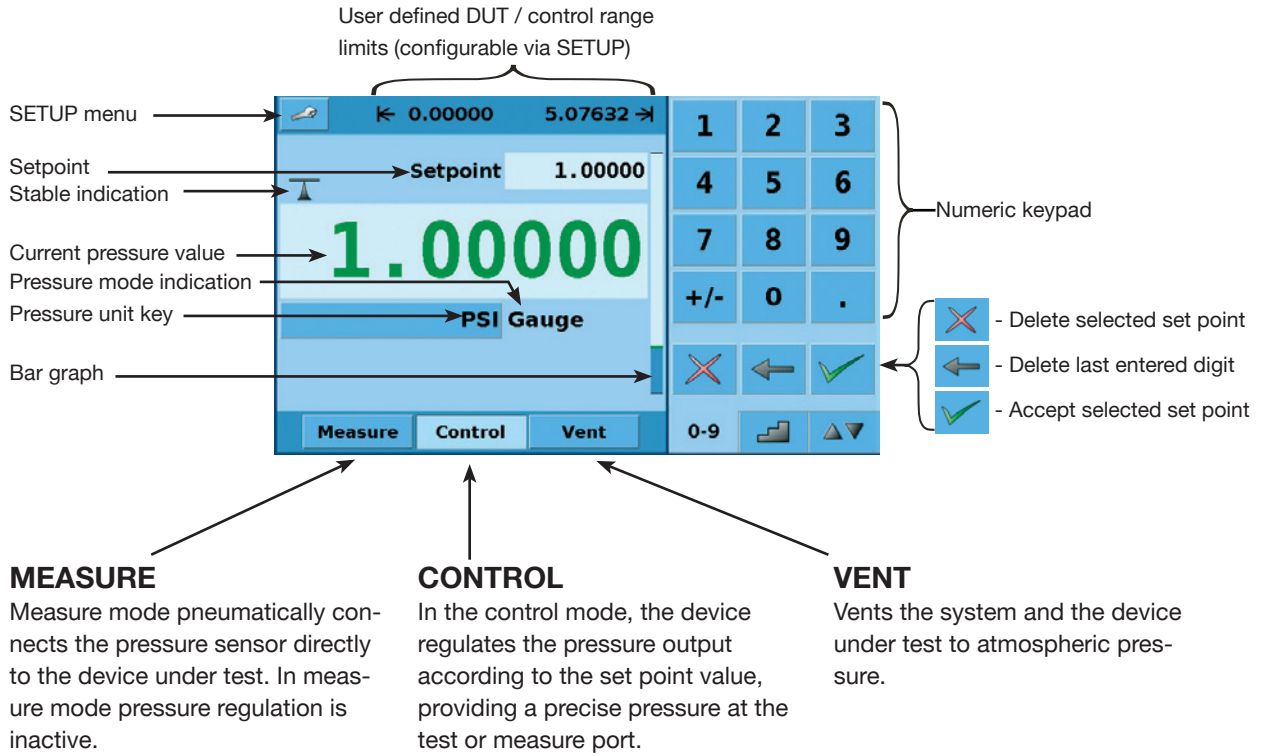 User defined DUT / control range
limits (configurable via SETUP)
SETUP menu
Setpoint
Stable indication
Current pressure value
Pressure mode indication
Pressure unit key
Bar graph
0.00000 5.07632
Setpoint 1.00000
1.00000
PSI Gauge
Measure Control Vent
1 2 3
4 5 6
7 8 9
+/- 0 .
0-9
Numeric keypad
- Delete selected set point
- Delete last entered digit
- Accept selected set point
MEASURE
Measure mode pneumatically con-
nects the pressure sensor directly
to the device under test. In meas-
ure mode pressure regulation is
inactive.
CONTROL
In the control mode, the device
regulates the pressure output
according to the set point value,
providing a precise pressure at the
test or measure port.
VENT
Vents the system and the device
under test to atmospheric pres-
sure.